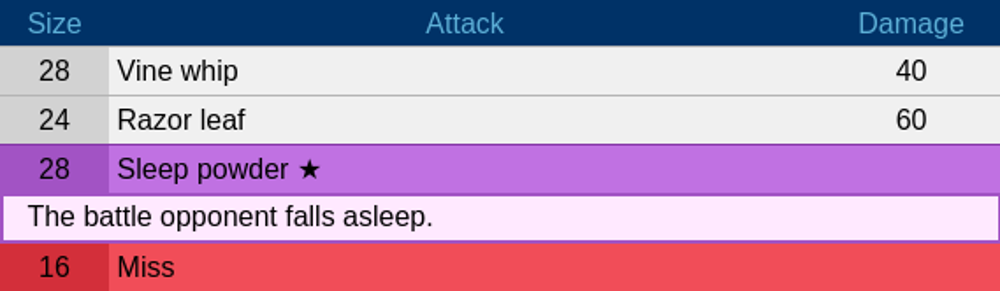 Size Attack Damage
28 Vine whip 40
24 Razor leaf 60
28 Sleep powder ★
The battle opponent falls asleep.
16 Miss